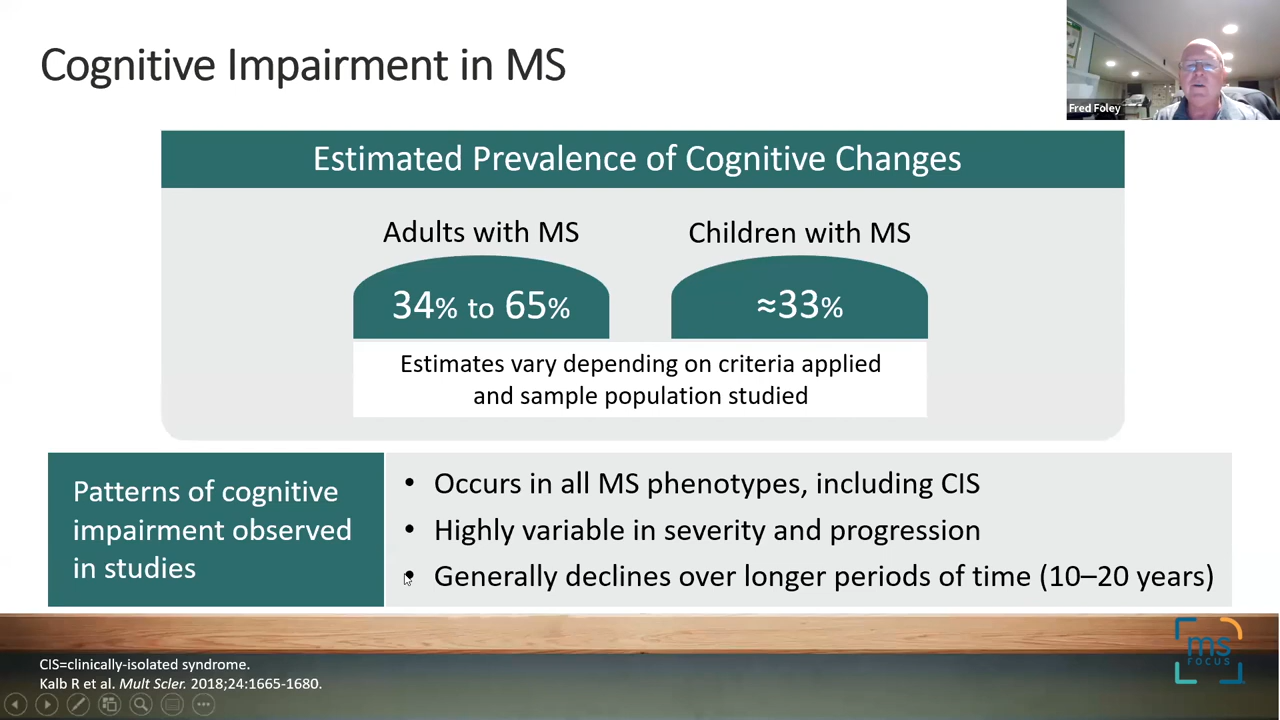 Cognitive Impairment in MS
Fred Foley
Estimated Prevalence of Cognitive Changes
Adults with MS
Children with MS
34% to 65%
≈33%
Estimates vary depending on criteria applied
and sample population studied
Patterns of cognitive
impairment observed
in studies
• Occurs in all MS phenotypes, including CIS
• Highly variable in severity and progression
• Generally declines over longer periods of time (10–20 years)
CIS=clinically-isolated syndrome.
Kalb R et al. Mult Scler. 2018;24:1665-1680.
ms
FOCUS